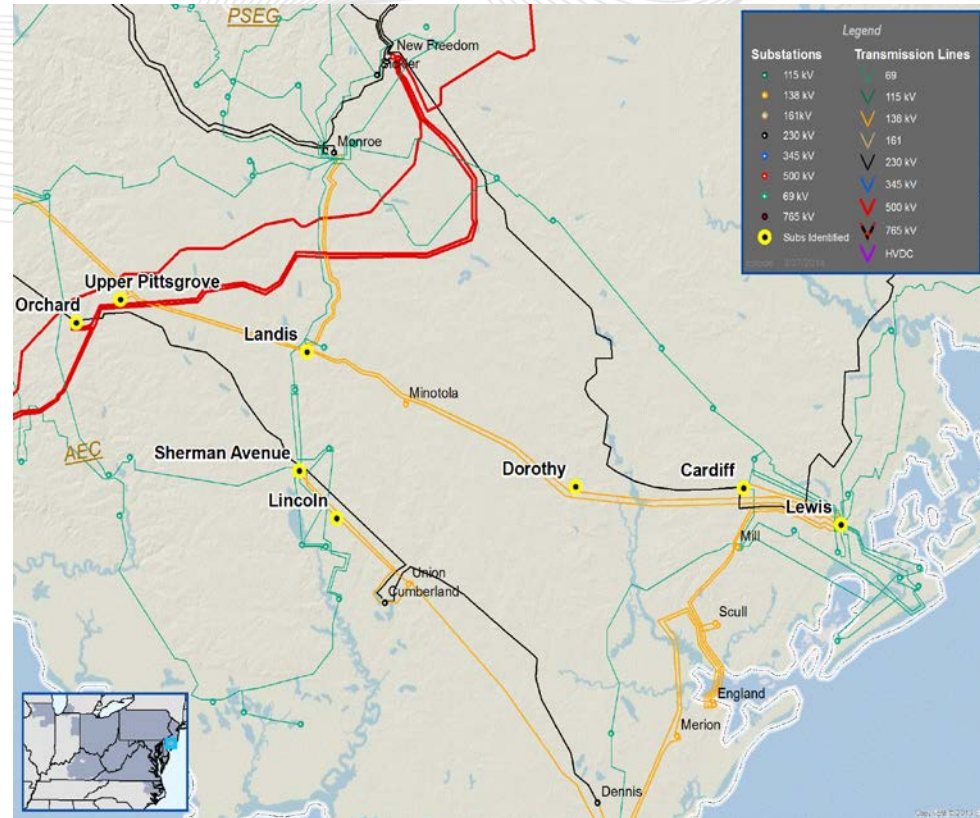 PSEG
New Freedom
Monroe
Upper Pittsgrove
Orchard
Landis
Minotola
AEC
Sherman Avenue
Dorothy
Cardiff
Lincoln
Lewis
Mill
Union
Cumberland
Scull
England
Merion
Dennis
Legend
Substations
115 kV
138 kV
161kV
230 kV
345 kV
500 kV
69 kV
765 kV
Subs Identified
Transmission Lines
69
115 kV
138 kV
161
230 kV
345 kV
500 kV
765 kV
HVDC